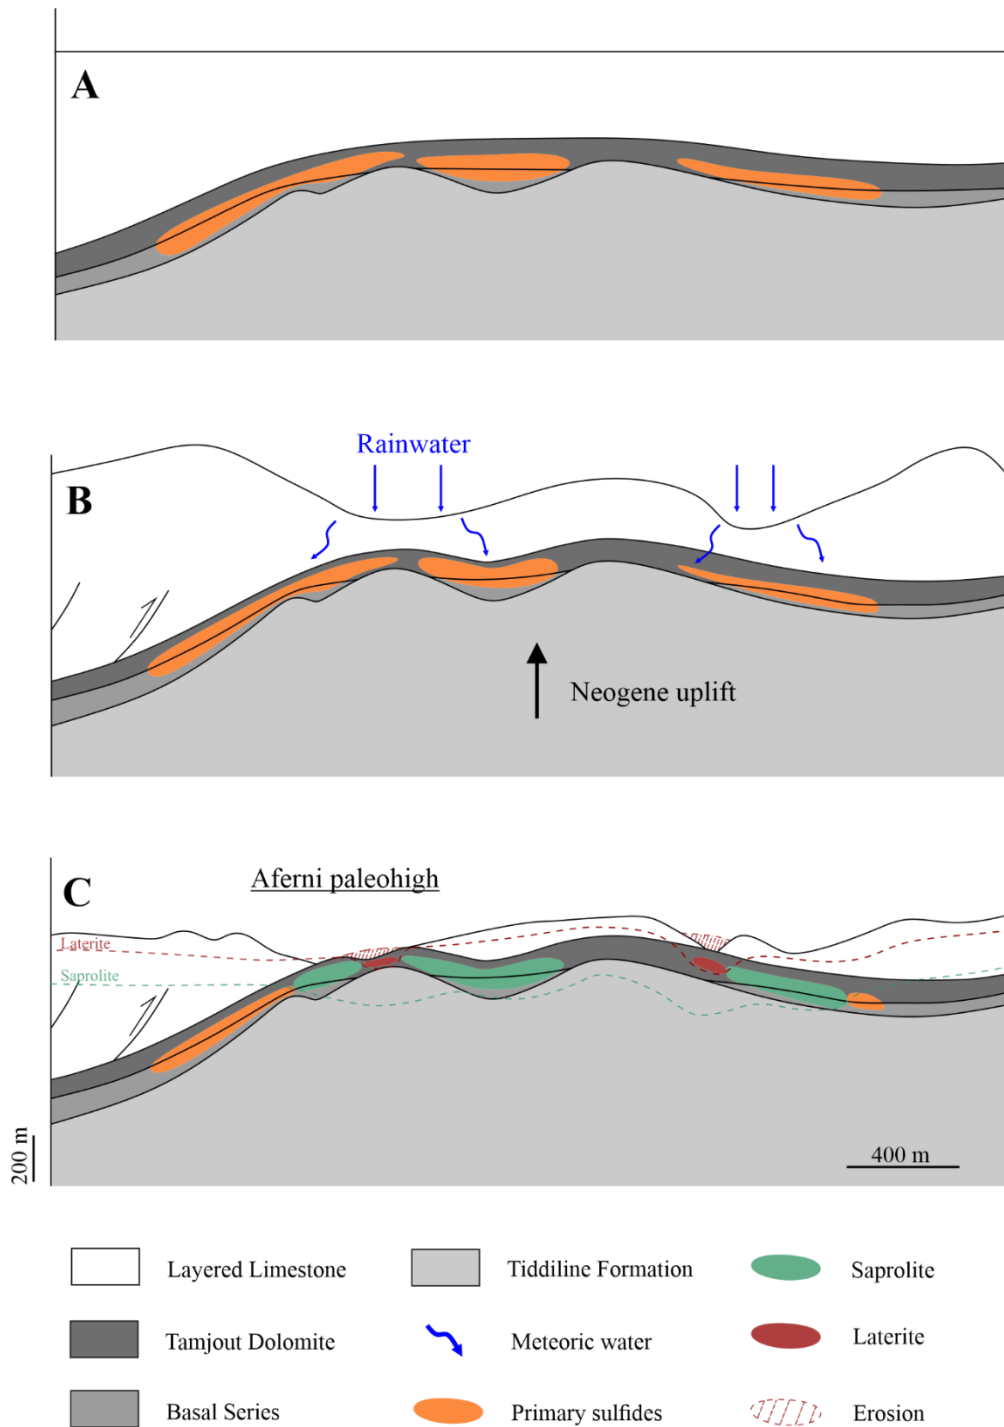 A
Rainwater
B
Neogene uplift
C
Aferni paleohigh
Laterite
Saprolite
200 m
400 m
Layered Limestone
Tiddiline Formation
Saprolite
Tamjout Dolomite
Meteoric water
Laterite
Basal Series
Primary sulfides
Erosion